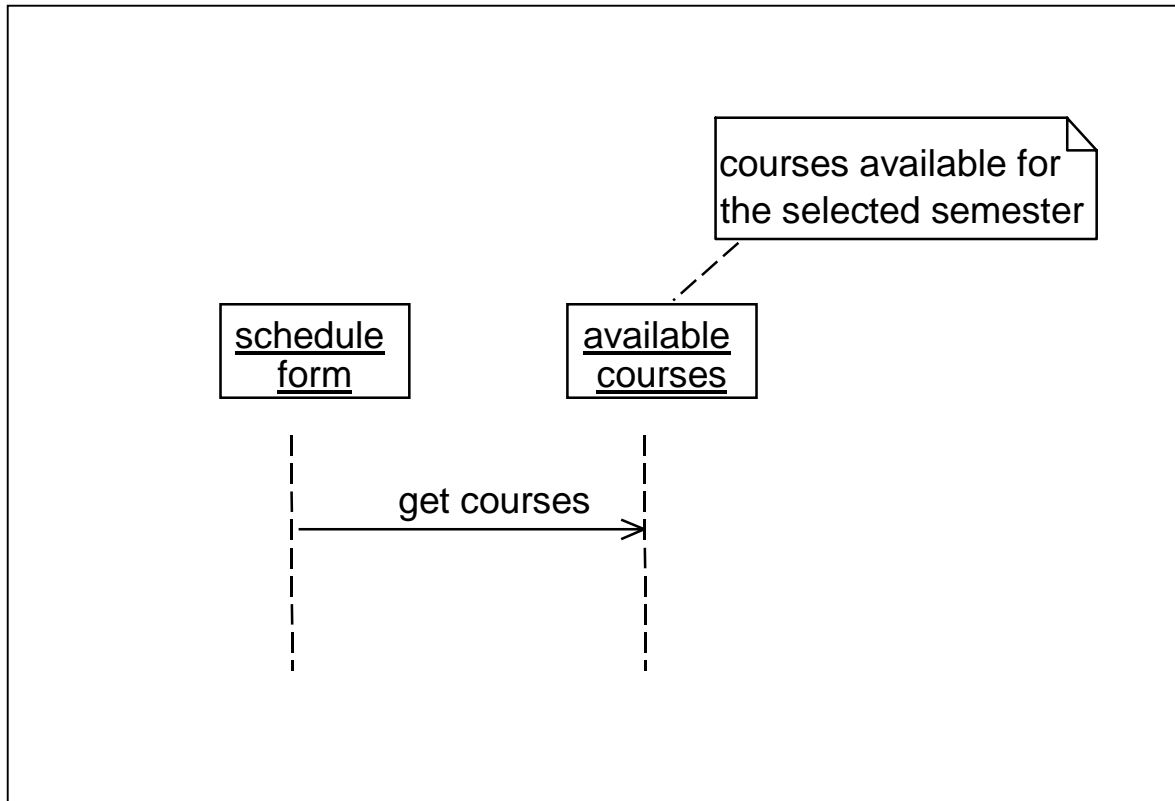 courses available for
the selected semester
schedule
form
available
courses
get courses